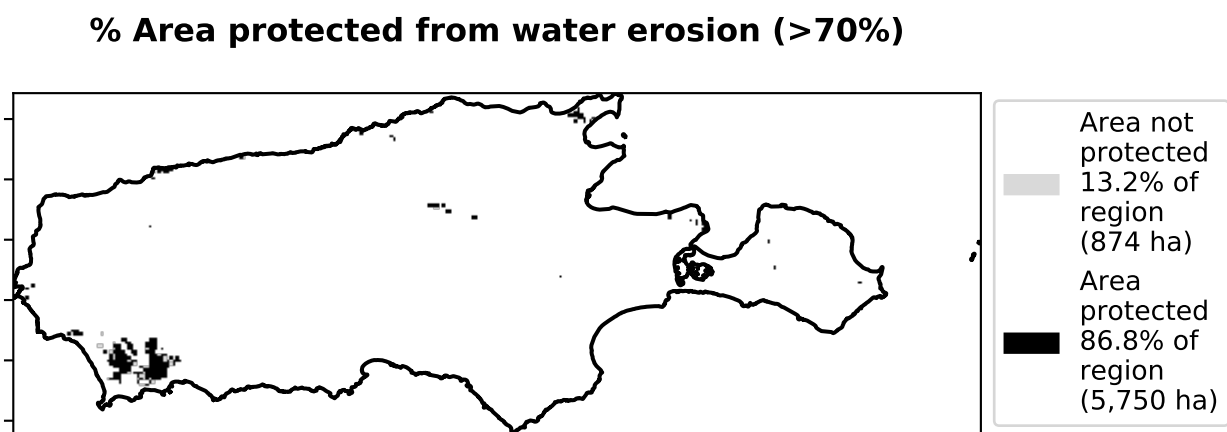 % Area protected from water erosion (>70%)
Area not
protected
13.2% of
region
(874 ha)
Area
protected
86.8% of
region
(5,750 ha)